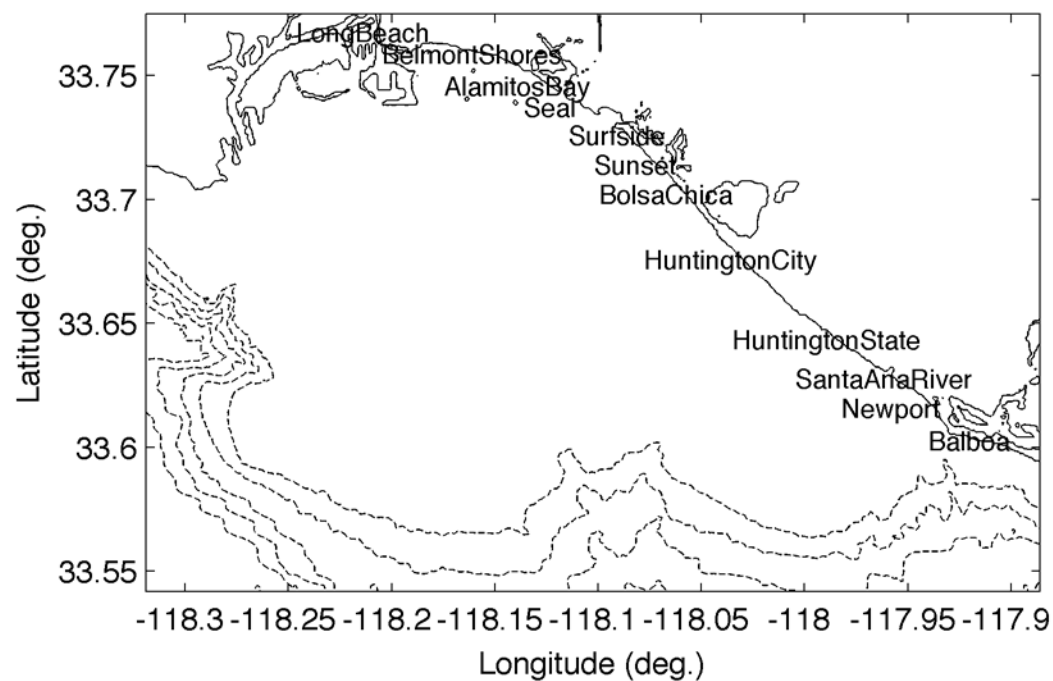 LongBeach
BelmontShores
33.75
AlamitosBay
Seal
Surfside
Sunset
33.7
BolsaChica
HuntingtonCity
33.65
HuntingtonState
SantaAnaRiver
Newport
33.6
Balboa
33.55
Latitude (deg.)
-118.3 -118.25 -118.2 -118.15 -118.1 -118.05 -118 -117.95 -117.9
Longitude (deg.)